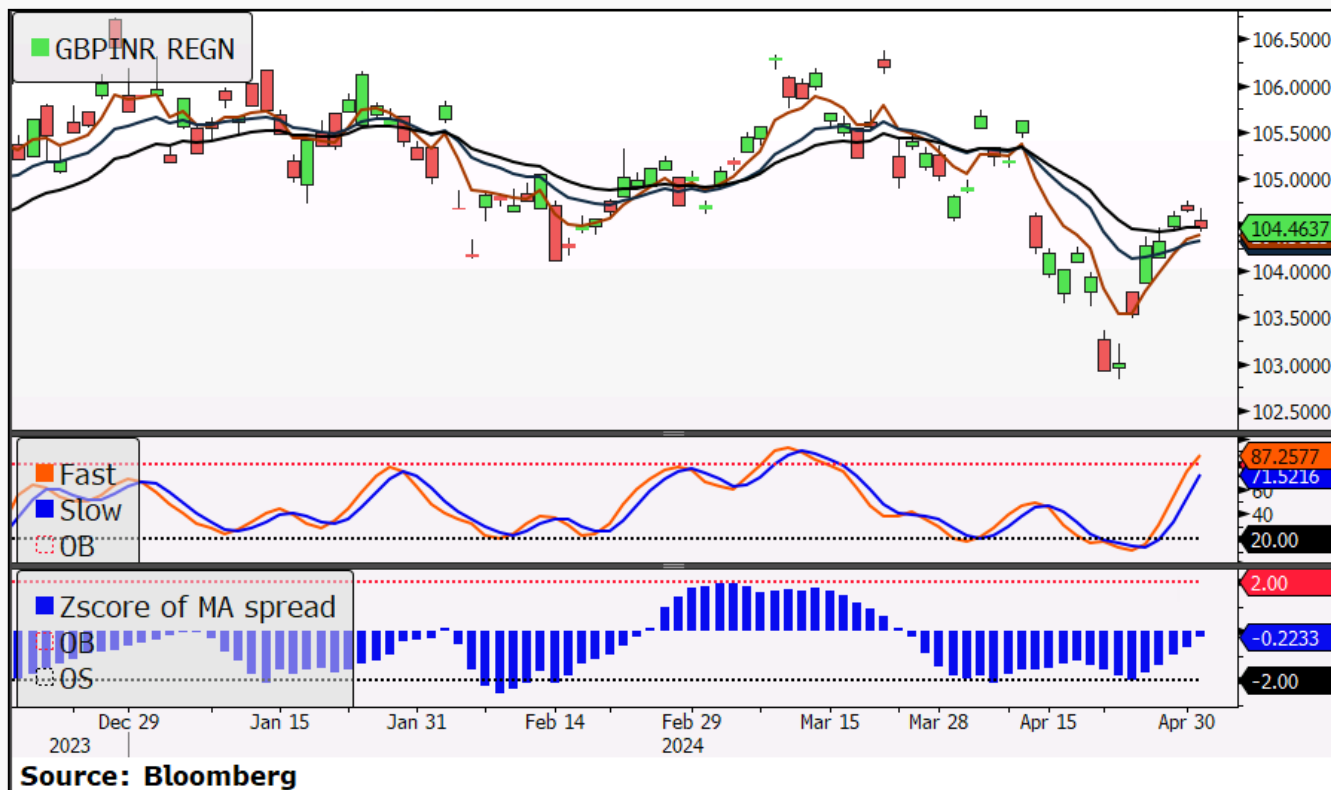 GBPINR REGN
106.5000
106.0000
105.5000
105.0000
104.4637
104.0000
103.5000
103.0000
102.5000
Fast
Slow
OB
87.2577
71.5216
60
40
20.00
Zscore of MA spread
OB
OS
2.00
-0.2233
-2.00
Dec 29 Jan 15 Jan 31 Feb 14 Feb 29 Mar 15 Mar 28 Apr 15 Apr 30
2023 2024
Source: Bloomberg